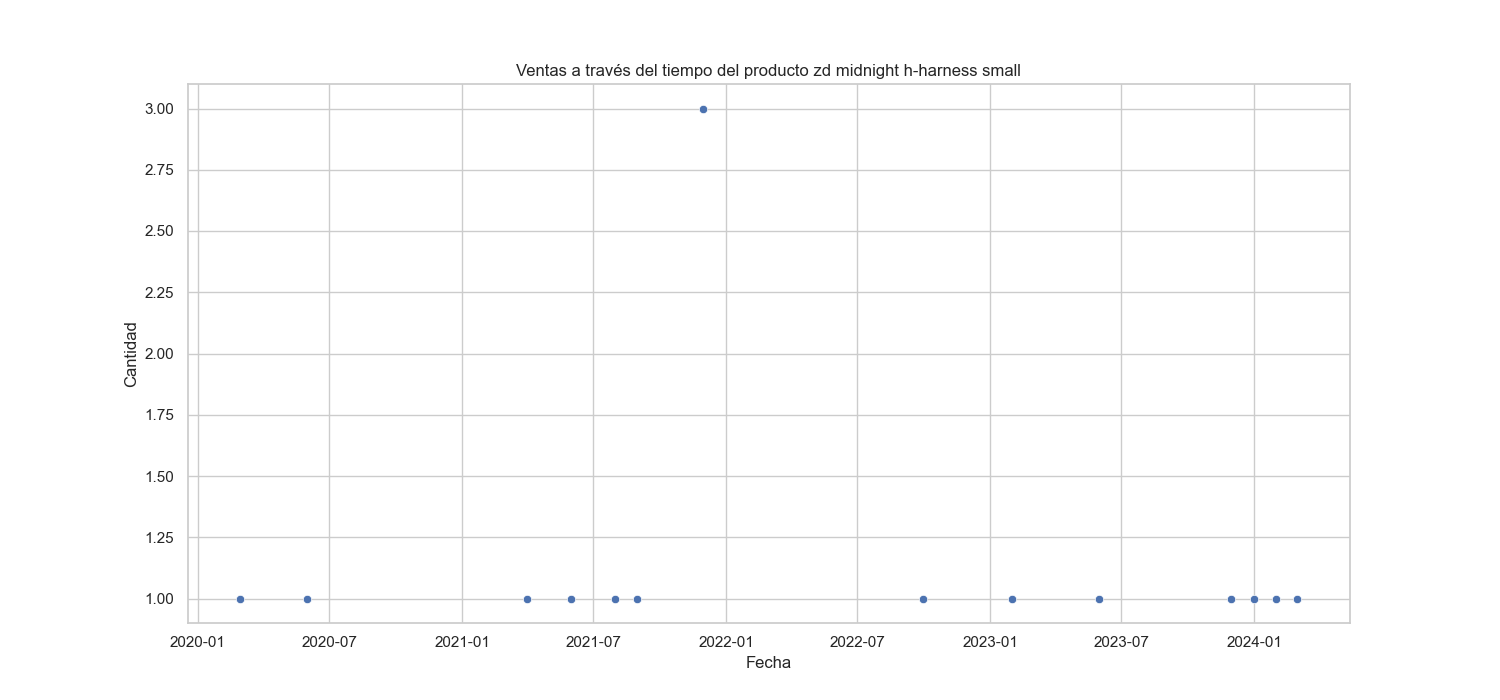 Ventas a través del tiempo del producto zd midnight h-harness small
3.00
2.75
2.50
2.25
2.00
1.75
1.50
1.25
1.00
Cantidad
2020-01 2020-07 2021-01 2021-07 2022-01 2022-07 2023-01 2023-07 2024-01
Fecha